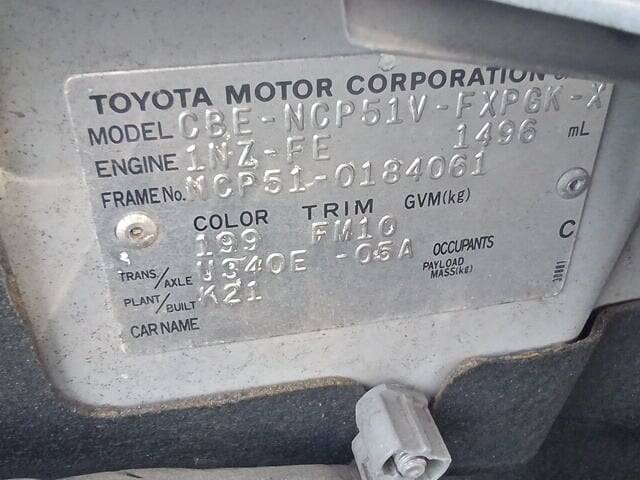 TOYOTA MOTOR CORPORATION
MODEL CBE-NCP51V-FXPGK-X
ENGINE 1NZ-FE 1496 mL
FRAME No. NCP51-0184061
COLOR TRIM GVM(kg)
199 FM10 C
TRANS/AXLE U340E -05A OCCUPANTS
PAYLOAD MASS(kg)
PLANT/BUILT K21
CAR NAME